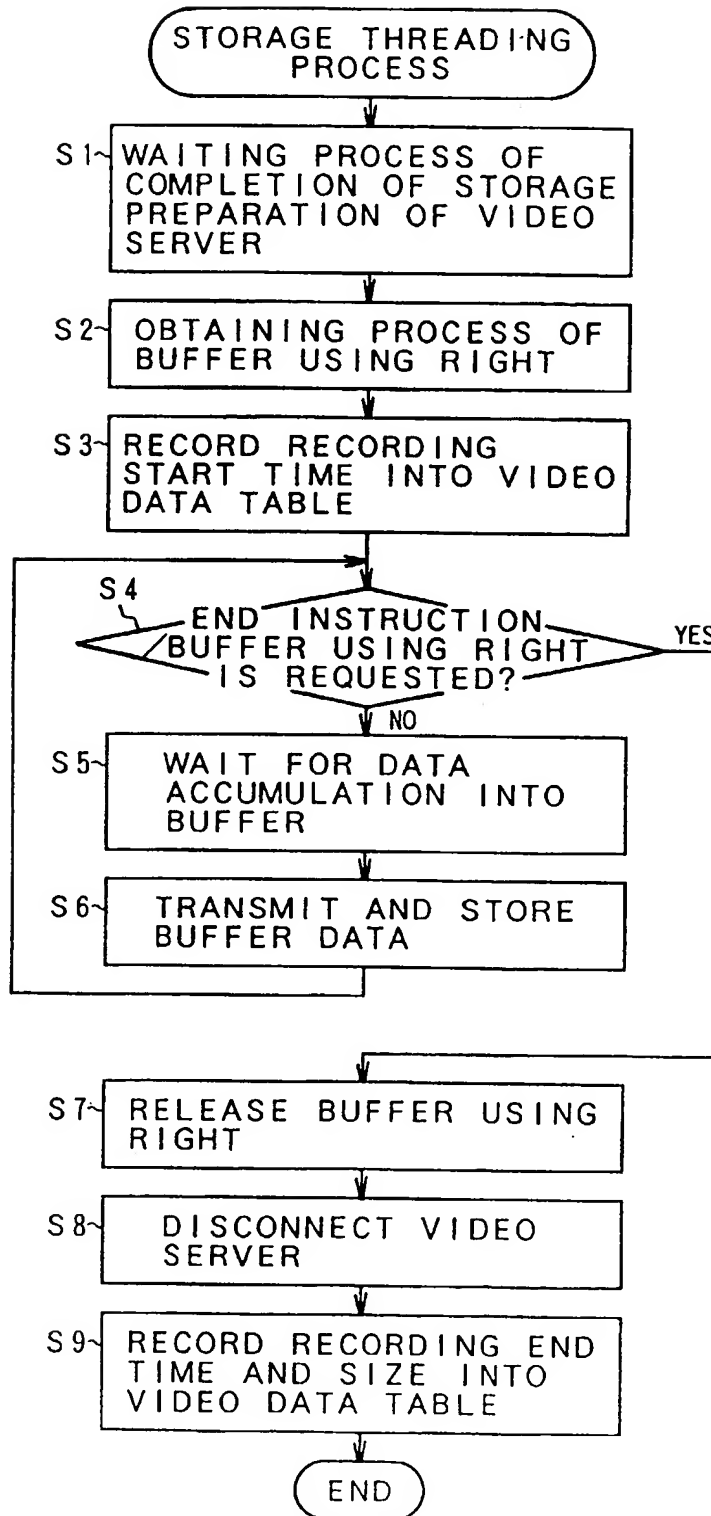 STORAGE THREADING
PROCESS
S1 WAITING PROCESS OF
COMPLETION OF STORAGE
PREPARATION OF VIDEO
SERVER
S2 OBTAINING PROCESS OF
BUFFER USING RIGHT
S3 RECORD RECORDING
START TIME INTO VIDEO
DATA TABLE
S4
END INSTRUCTION
/BUFFER USING RIGHT
IS REQUESTED?
YES
NO
S5 WAIT FOR DATA
ACCUMULATION INTO
BUFFER
S6 TRANSMIT AND STORE
BUFFER DATA
S7 RELEASE BUFFER USING
RIGHT
S8 DISCONNECT VIDEO
SERVER
S9 RECORD RECORDING END
TIME AND SIZE INTO
VIDEO DATA TABLE
END